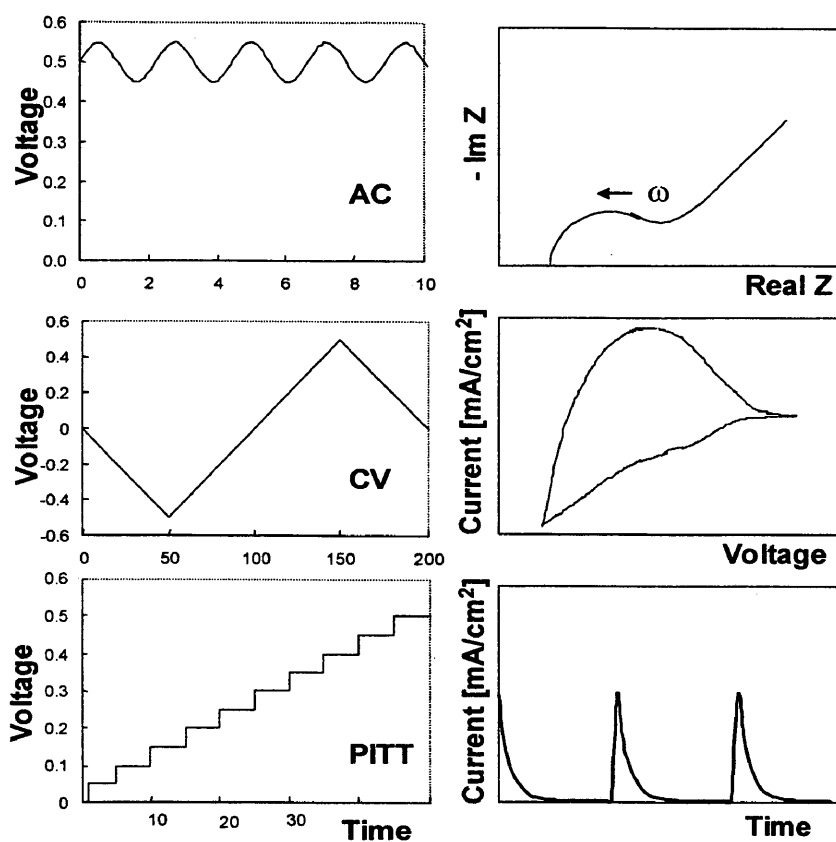 0.6
0.5
0.4
0.3
0.2
0.1
0.0
Voltage
AC
0 2 4 6 8 10
- Im Z
ω
Real Z
0.6
0.4
0.2
0
-0.2
-0.4
-0.6
Voltage
CV
0 50 100 150 200
Current [mA/cm²]
Voltage
0.6
0.5
0.4
0.3
0.2
0.1
0
Voltage
PITT
10 20 30 Time
Current [mA/cm²]
Time